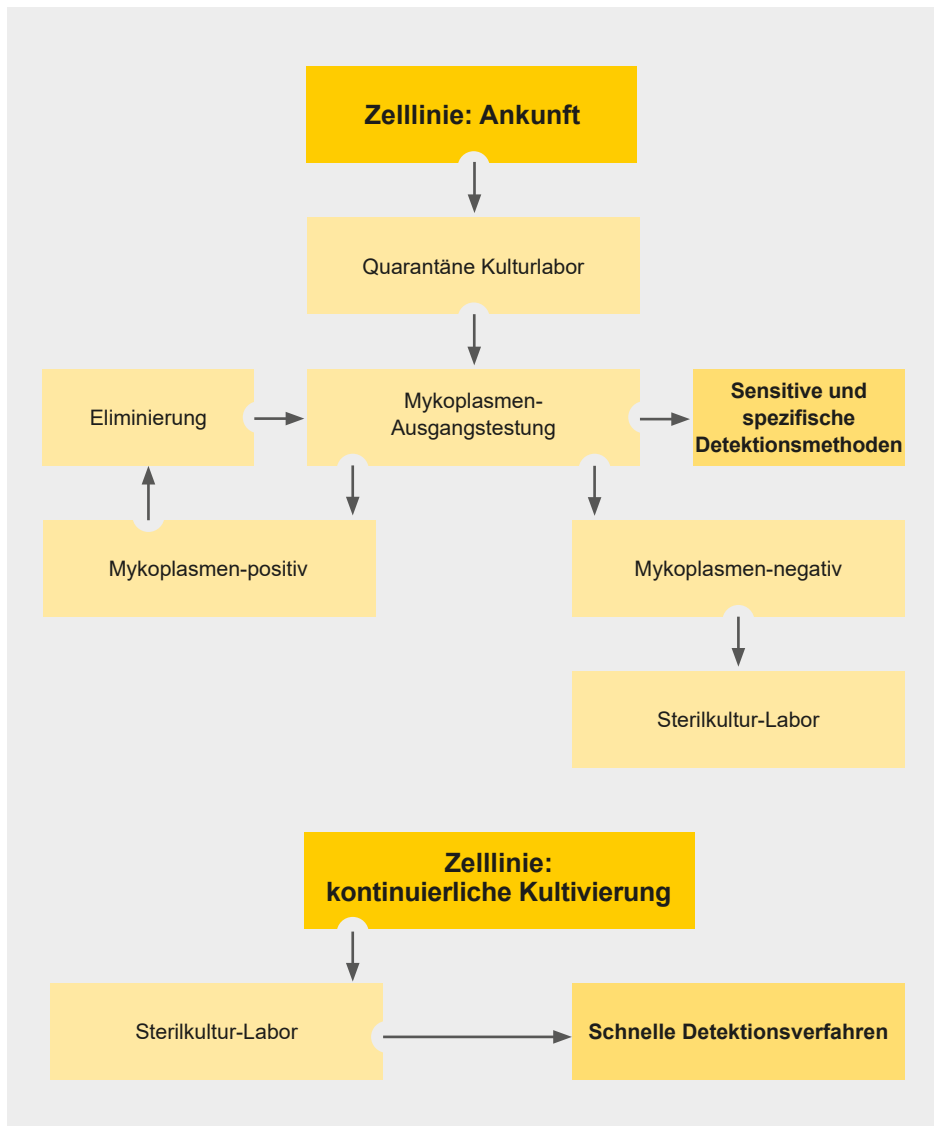 Zelllinie: Ankunft
Quarantäne Kulturlabor
Eliminierung
Mykoplasmen-
Ausgangstestung
Sensitive und
spezifische
Detektionsmethoden
Mykoplasmen-positiv
Mykoplasmen-negativ
Sterilkultur-Labor
Zelllinie:
kontinuierliche Kultivierung
Sterilkultur-Labor
Schnelle Detektionsverfahren